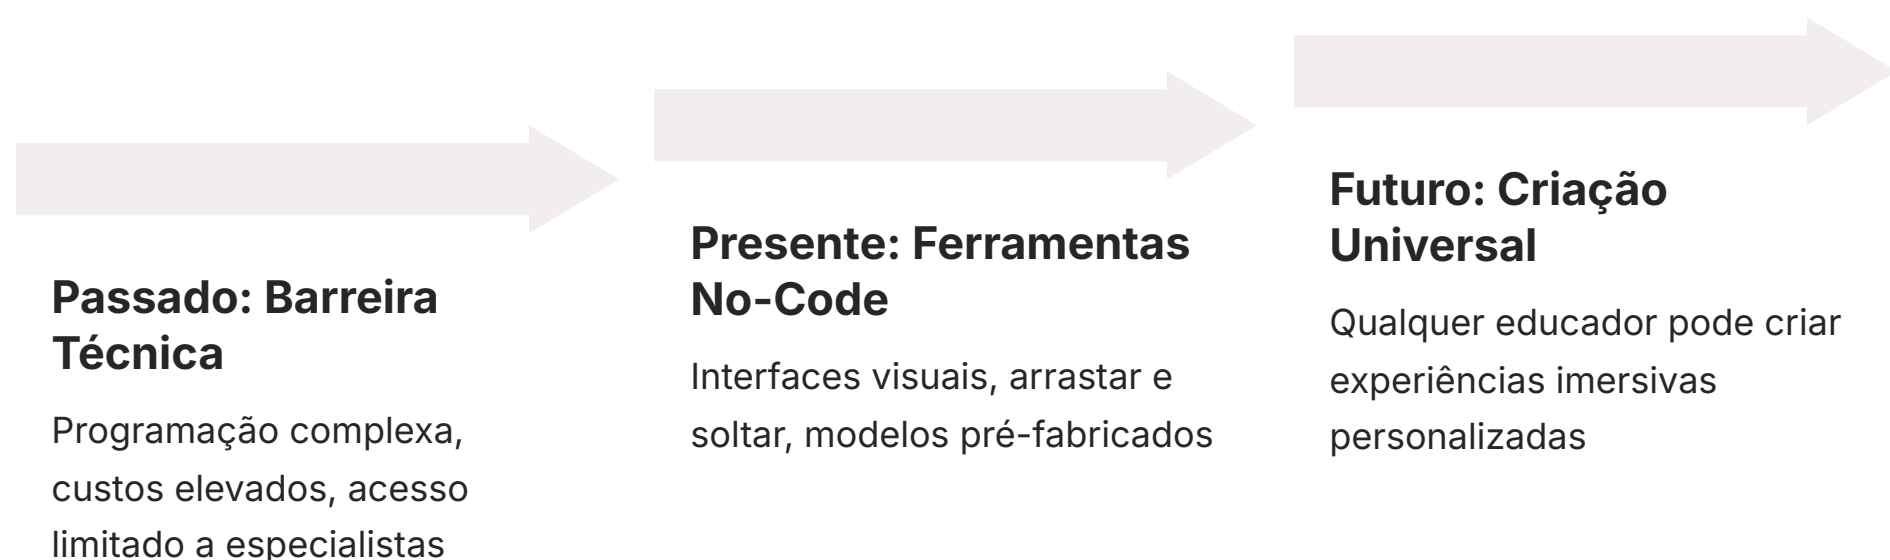 Passado: Barreira
Técnica
Programação complexa,
custos elevados, acesso
limitado a especialistas
Presente: Ferramentas
No-Code
Interfaces visuais, arrastar e
soltar, modelos pré-fabricados
Futuro: Criação
Universal
Qualquer educador pode criar
experiências imersivas
personalizadas